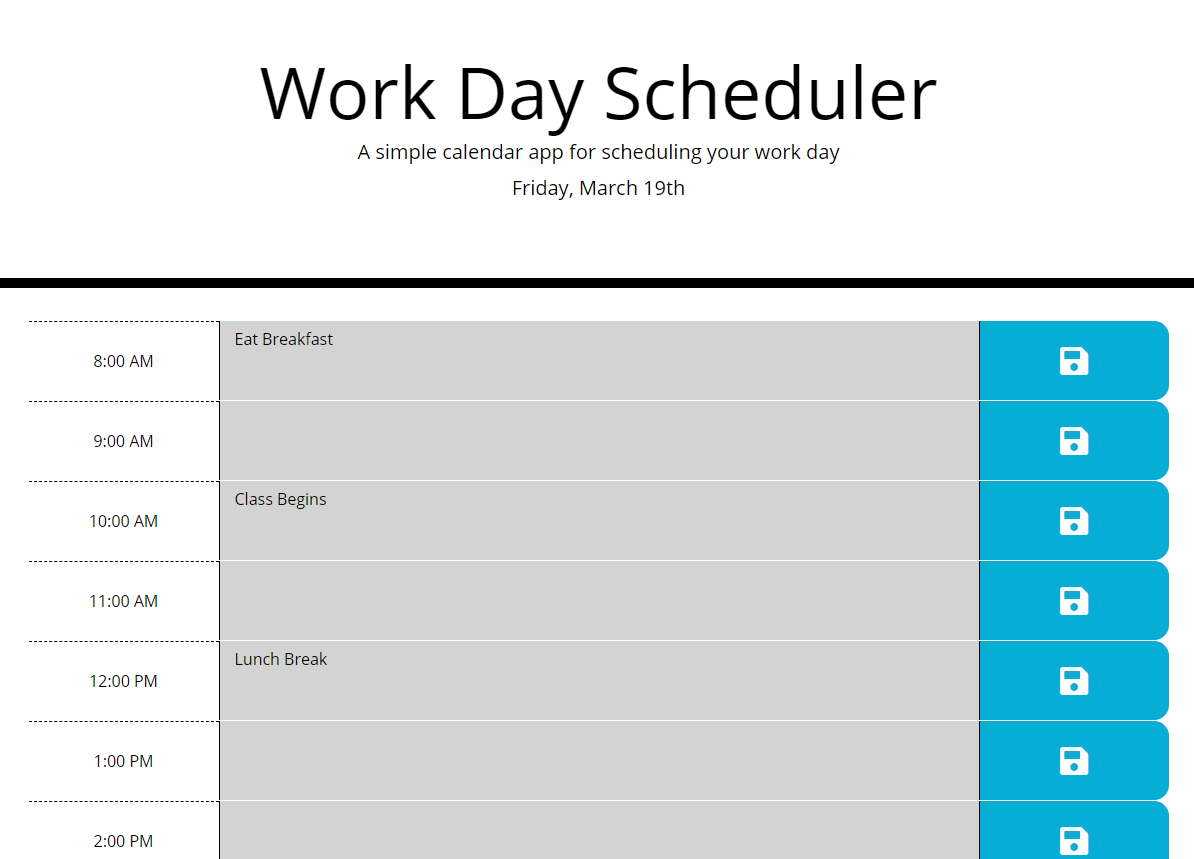 Work Day Scheduler
A simple calendar app for scheduling your work day
Friday, March 19th
8:00 AM
Eat Breakfast
9:00 AM
10:00 AM
Class Begins
11:00 AM
12:00 PM
Lunch Break
1:00 PM
2:00 PM